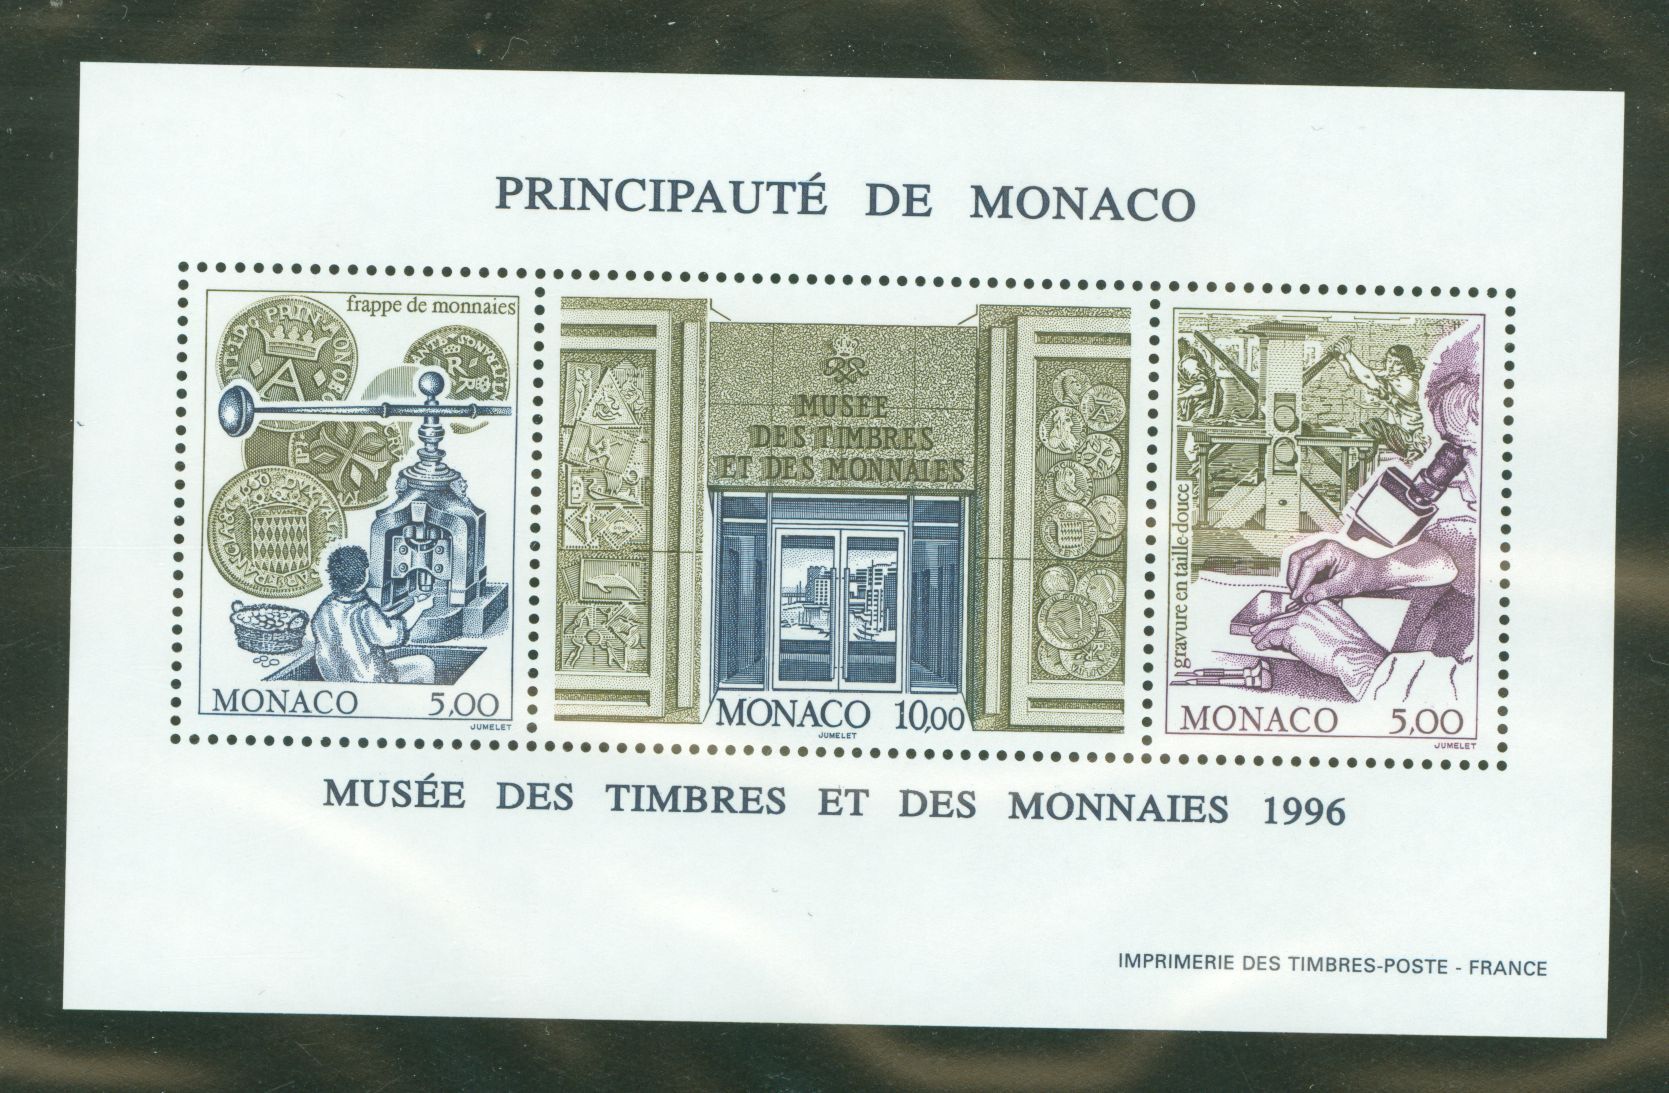 PRINCIPAUTÉ DE MONACO
frappe de monnaies
MONACO 5,00
JUMELET
MUSEE
DES TIMBRES
ET DES MONNAIES
MONACO 10,00
JUMELET
gravure en taille-douce
MONACO 5,00
JUMELET
MUSÉE DES TIMBRES ET DES MONNAIES 1996
IMPRIMERIE DES TIMBRES-POSTE - FRANCE